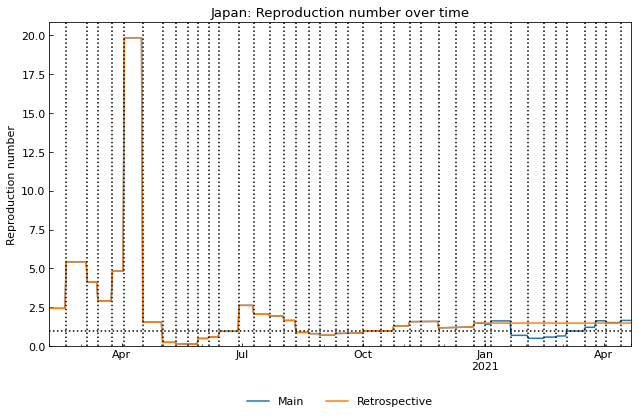 Japan: Reproduction number over time
Reproduction number
20.0
17.5
15.0
12.5
10.0
7.5
5.0
2.5
0.0
Apr Jul Oct Jan Apr
2021
Main Retrospective